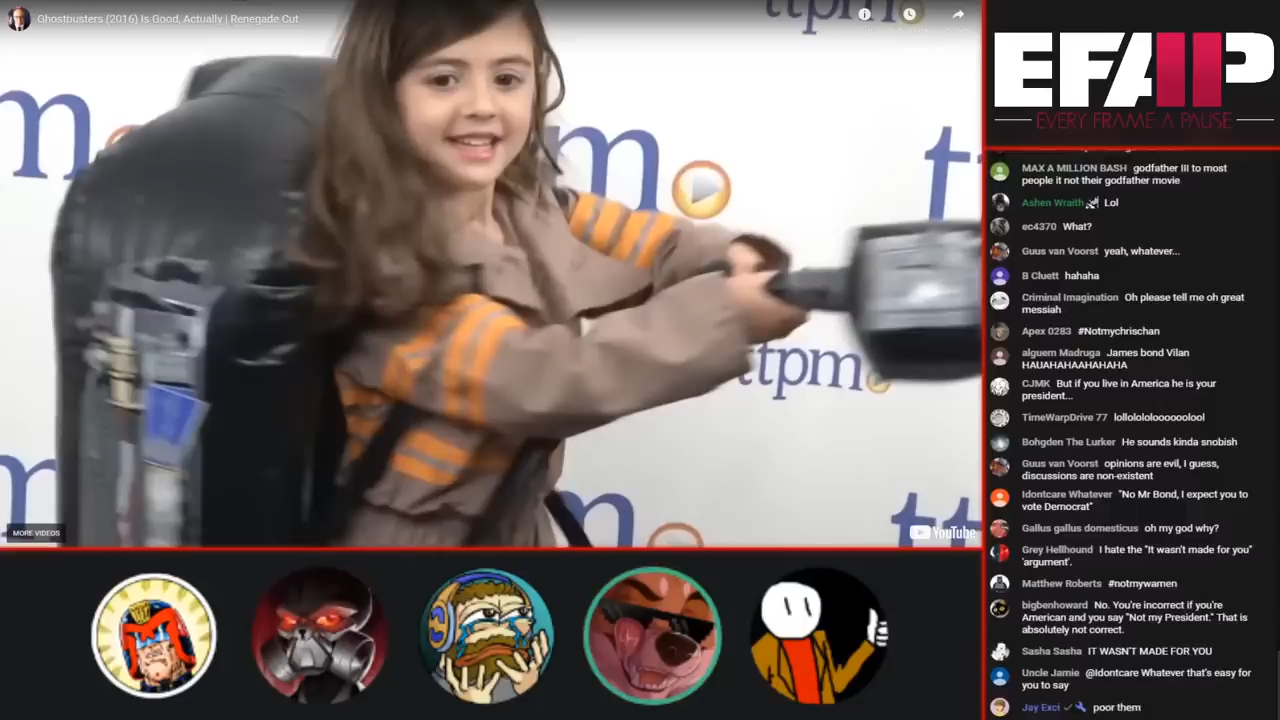 Ghostbusters (2016) Is Good, Actually | Renegade Cut
ttpm
ttpm
ttpm
MORE VIDEOS
YouTube
EFAP
EVERY FRAME A PAUSE
MAX A MILLION BASH godfather III to most
people it not their godfather movie
Ashen Wraith Lol
ec4370 What?
Guus van Voorst yeah, whatever...
B Cluett hahaha
Criminal Imagination Oh please tell me oh great
messiah
Apex 0283 #Notmychrischan
alguem Madruga James bond Vilan
HAUAHAHAAHAHAHA
CJMK But if you live in America he is your
president...
TimeWarpDrive 77 lollolololooooooolool
Bohgden The Lurker He sounds kinda snobish
Guus van Voorst opinions are evil, I guess,
discussions are non-existent
Idontcare Whatever "No Mr Bond, I expect you to
vote Democrat"
Gallus gallus domesticus oh my god why?
Grey Hellhound I hate the "It wasn't made for you"
'argument'.
Matthew Roberts #notmywamen
bigbenhoward No. You're incorrect if you're
American and you say "Not my President." That is
absolutely not correct.
Sasha Sasha IT WASN'T MADE FOR YOU
Uncle Jamie @Idontcare Whatever that's easy for
you to say
Jay Exci poor them